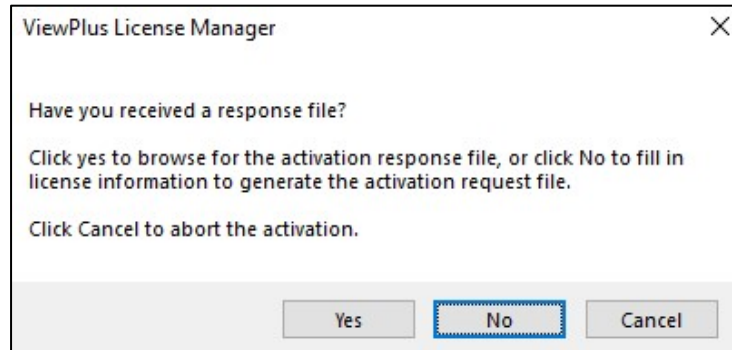 ViewPlus License Manager
Have you received a response file?
Click yes to browse for the activation response file, or click No to fill in
license information to generate the activation request file.
Click Cancel to abort the activation.
Yes
No
Cancel